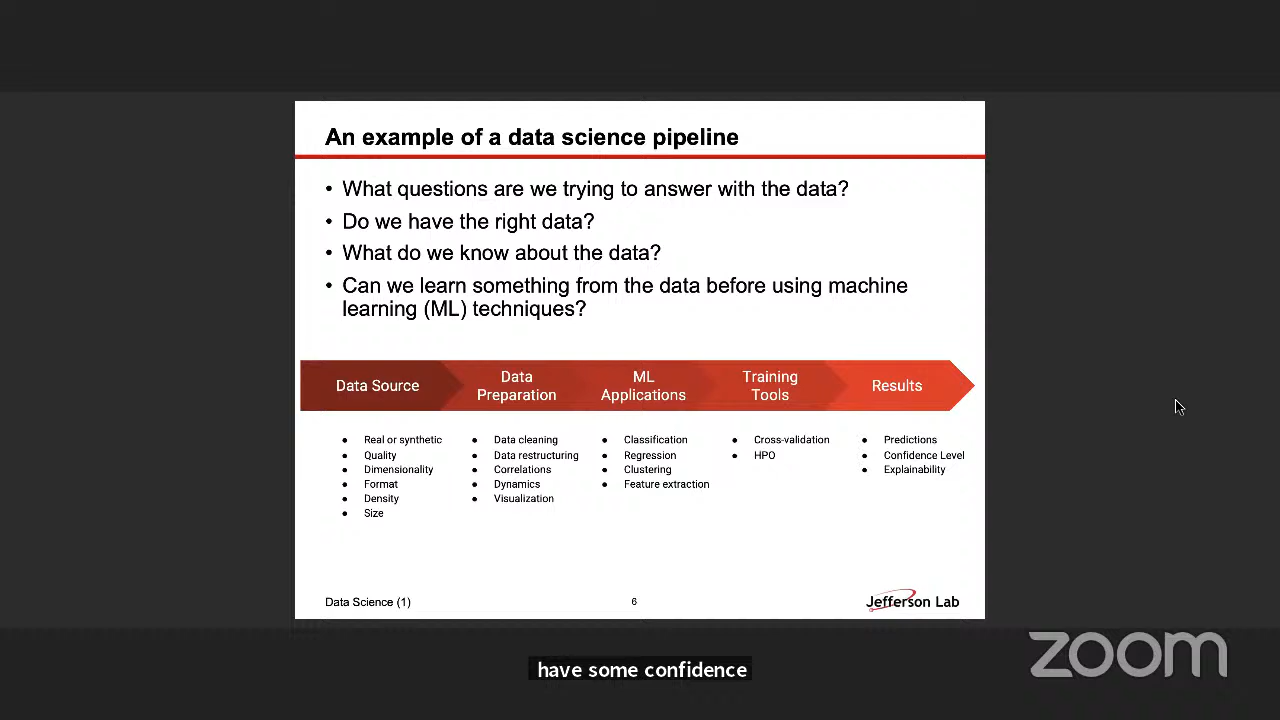 An example of a data science pipeline
• What questions are we trying to answer with the data?
• Do we have the right data?
• What do we know about the data?
• Can we learn something from the data before using machine
learning (ML) techniques?
Data Source
Data
Preparation
ML
Applications
Training
Tools
Results
• Real or synthetic
• Quality
• Dimensionality
• Format
• Density
• Size
• Data cleaning
• Data restructuring
• Correlations
• Dynamics
• Visualization
• Classification
• Regression
• Clustering
• Feature extraction
• Cross-validation
• HPO
• Predictions
• Confidence Level
• Explainability
Data Science (1)
6
Jefferson Lab
have some confidence
zoom